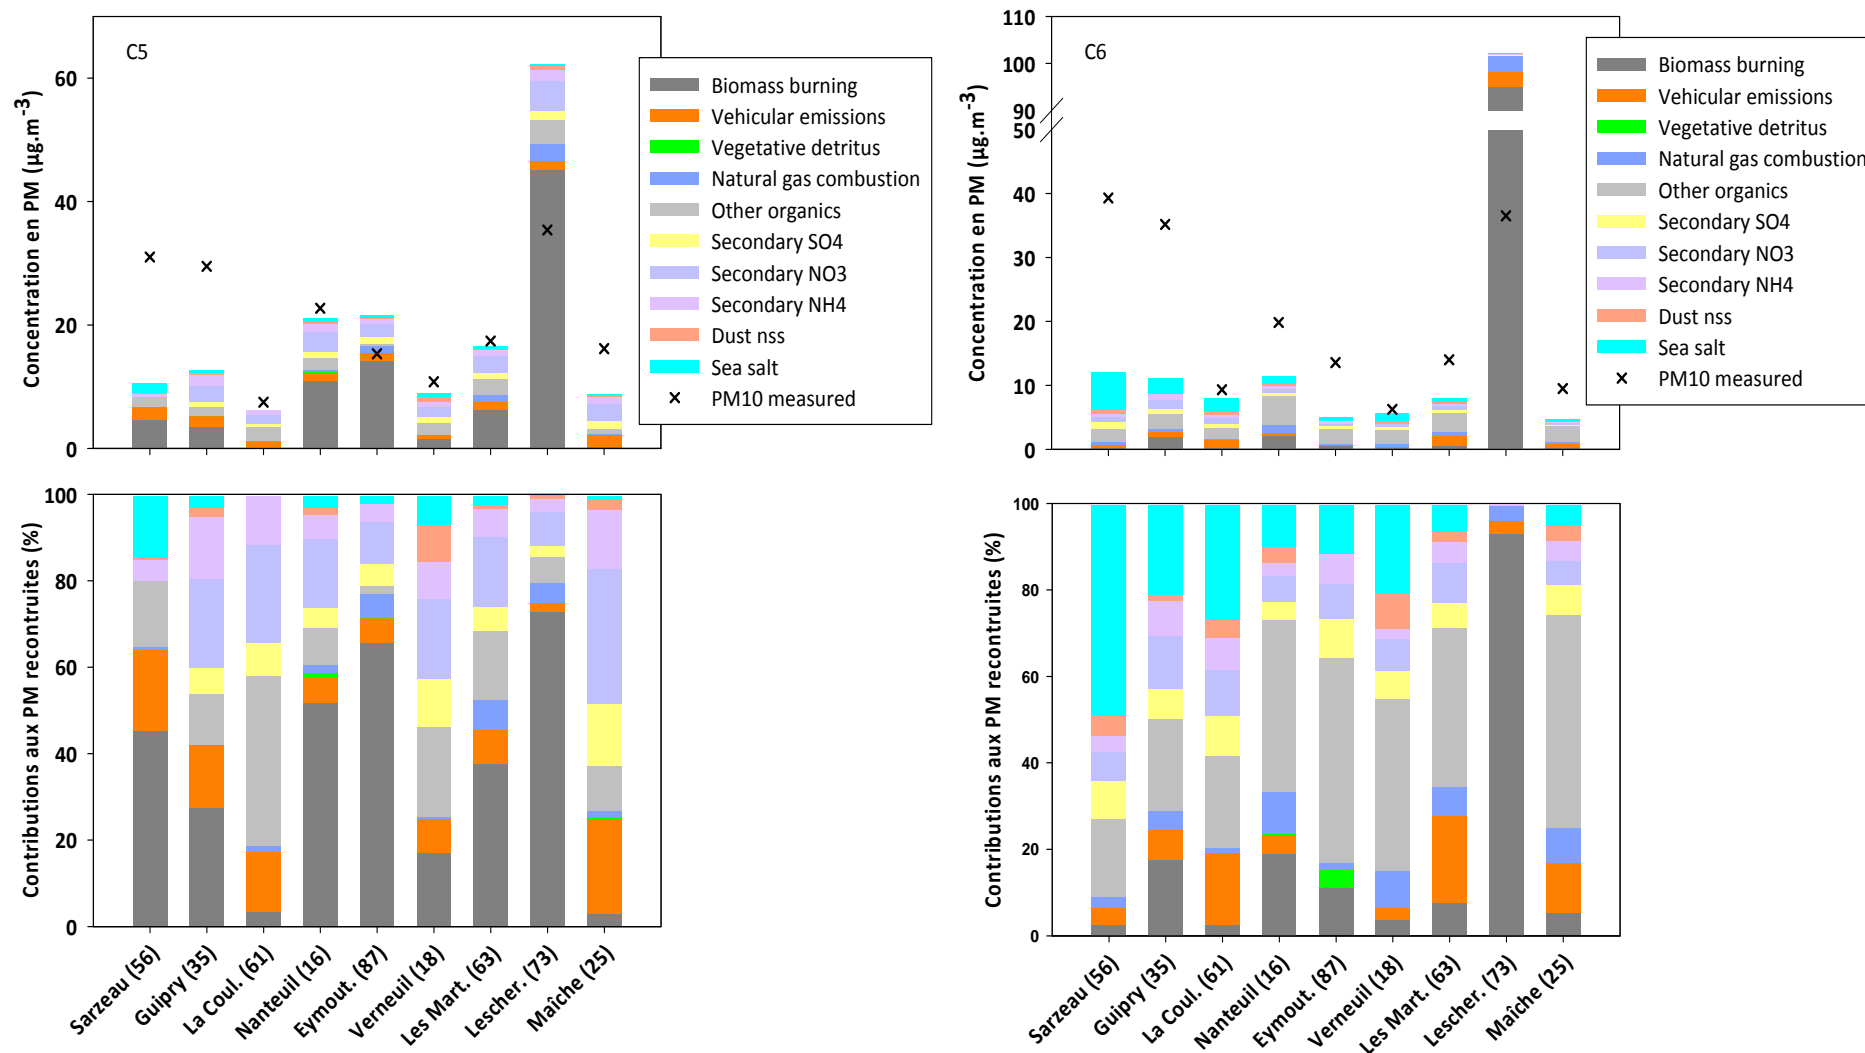 C5
Concentration en PM (µg.m-3)
60
40
20
0
Biomass burning
Vehicular emissions
Vegetative detritus
Natural gas combustion
Other organics
Secondary SO4
Secondary NO3
Secondary NH4
Dust nss
Sea salt
PM10 measured
C6
Concentration en PM (µg.m-3)
110
100
90
50
40
30
20
10
0
Biomass burning
Vehicular emissions
Vegetative detritus
Natural gas combustion
Other organics
Secondary SO4
Secondary NO3
Secondary NH4
Dust nss
Sea salt
PM10 measured
Contributions aux PM recontruites (%)
100
80
60
40
20
0
Sarzeau (56)
Guipry (35)
La Coul. (61)
Nanteuil (16)
Eymout. (87)
Verneuil (18)
Les Mart. (63)
Lescher. (73)
Maîche (25)
Contributions aux PM recontruites (%)
100
80
60
40
20
0
Sarzeau (56)
Guipry (35)
La Coul. (61)
Nanteuil (16)
Eymout. (87)
Verneuil (18)
Les Mart. (63)
Lescher. (73)
Maîche (25)